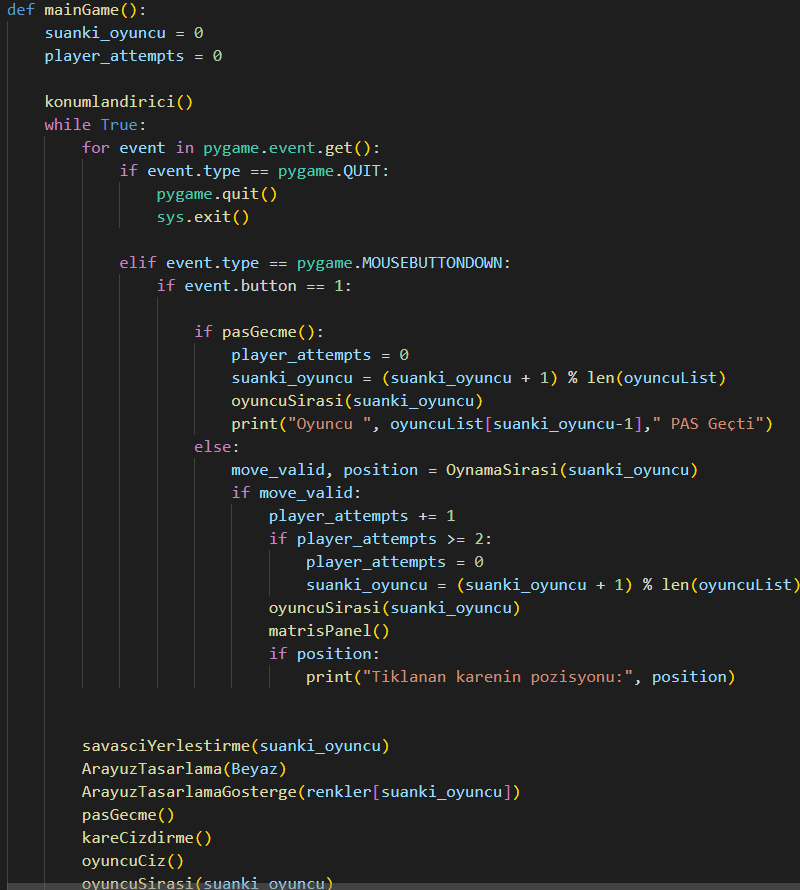 def mainGame():
    suanki_oyuncu = 0
    player_attempts = 0

    konumlandirici()
    while True:
        for event in pygame.event.get():
            if event.type == pygame.QUIT:
                pygame.quit()
                sys.exit()

            elif event.type == pygame.MOUSEBUTTONDOWN:
                if event.button == 1:

                    if pasGecme():
                        player_attempts = 0
                        suanki_oyuncu = (suanki_oyuncu + 1) % len(oyuncuList)
                        oyuncuSirasi(suanki_oyuncu)
                        print("Oyuncu ", oyuncuList[suanki_oyuncu-1]," PAS Geçti")
                    else:
                        move_valid, position = OynamaSirasi(suanki_oyuncu)
                        if move_valid:
                            player_attempts += 1
                            if player_attempts >= 2:
                                player_attempts = 0
                                suanki_oyuncu = (suanki_oyuncu + 1) % len(oyuncuList)
                            oyuncuSirasi(suanki_oyuncu)
                            matrisPanel()
                            if position:
                                print("Tiklanan karenin pozisyonu:", position)


        savasciYerlestirme(suanki_oyuncu)
        ArayuzTasarlama(Beyaz)
        ArayuzTasarlamaGosterge(renkler[suanki_oyuncu])
        pasGecme()
        kareCizdirme()
        oyuncuCiz()
        oyuncuSirasi(suanki_oyuncu)